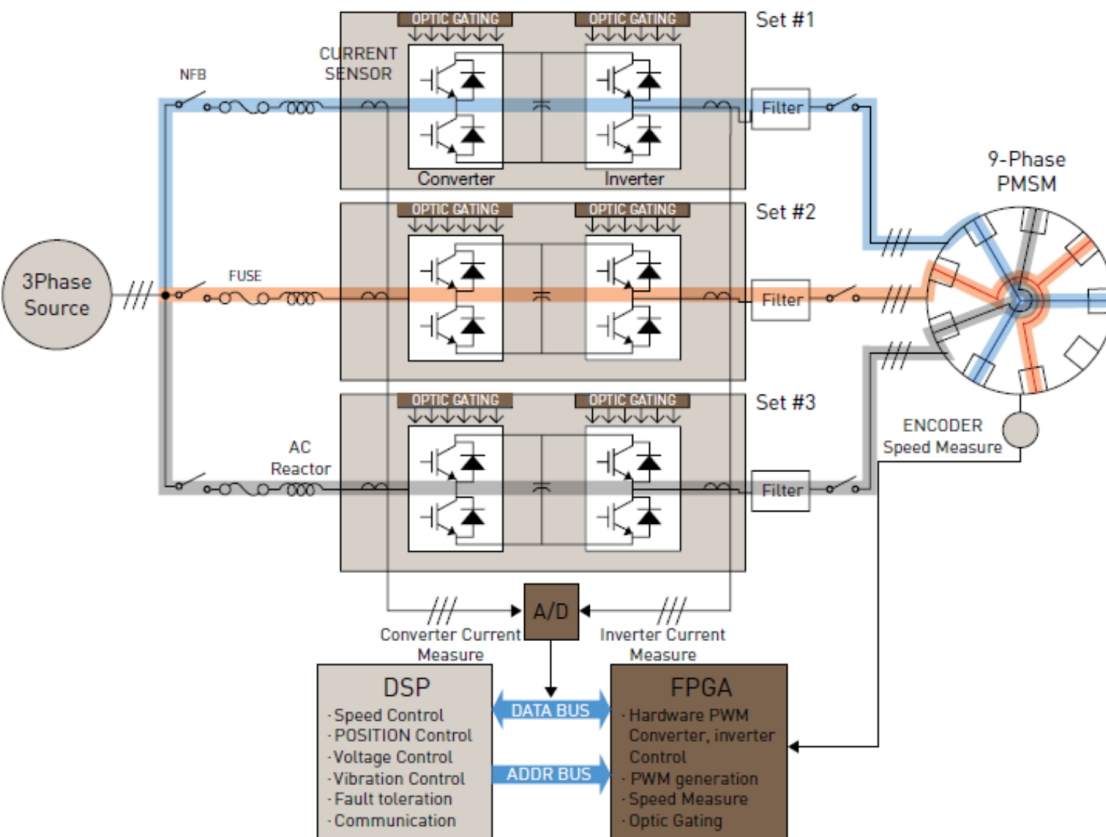 OPTIC GATING
OPTIC GATING
Set #1
CURRENT
SENSOR
NFB
Filter
Converter
Inverter
9-Phase
PMSM
OPTIC GATING
OPTIC GATING
Set #2
3Phase
Source
FUSE
Filter
OPTIC GATING
OPTIC GATING
Set #3
AC
Reactor
Filter
ENCODER
Speed Measure
A/D
Converter Current
Measure
Inverter Current
Measure
DSP
· Speed Control
· POSITION Control
· Voltage Control
· Vibration Control
· Fault toleration
· Communication
DATA BUS
ADDR BUS
FPGA
· Hardware PWM
Converter, inverter
Control
· PWM generation
· Speed Measure
· Optic Gating